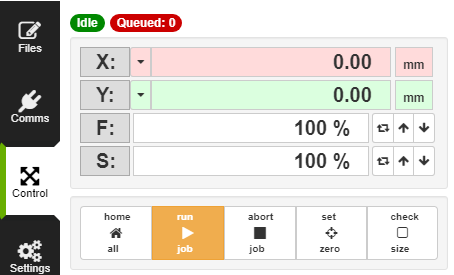 Idle Queued: 0
Files
Comms
Control
Settings
X: 0.00 mm
Y: 0.00 mm
F: 100 %
S: 100 %
home run abort set check
all job job zero size